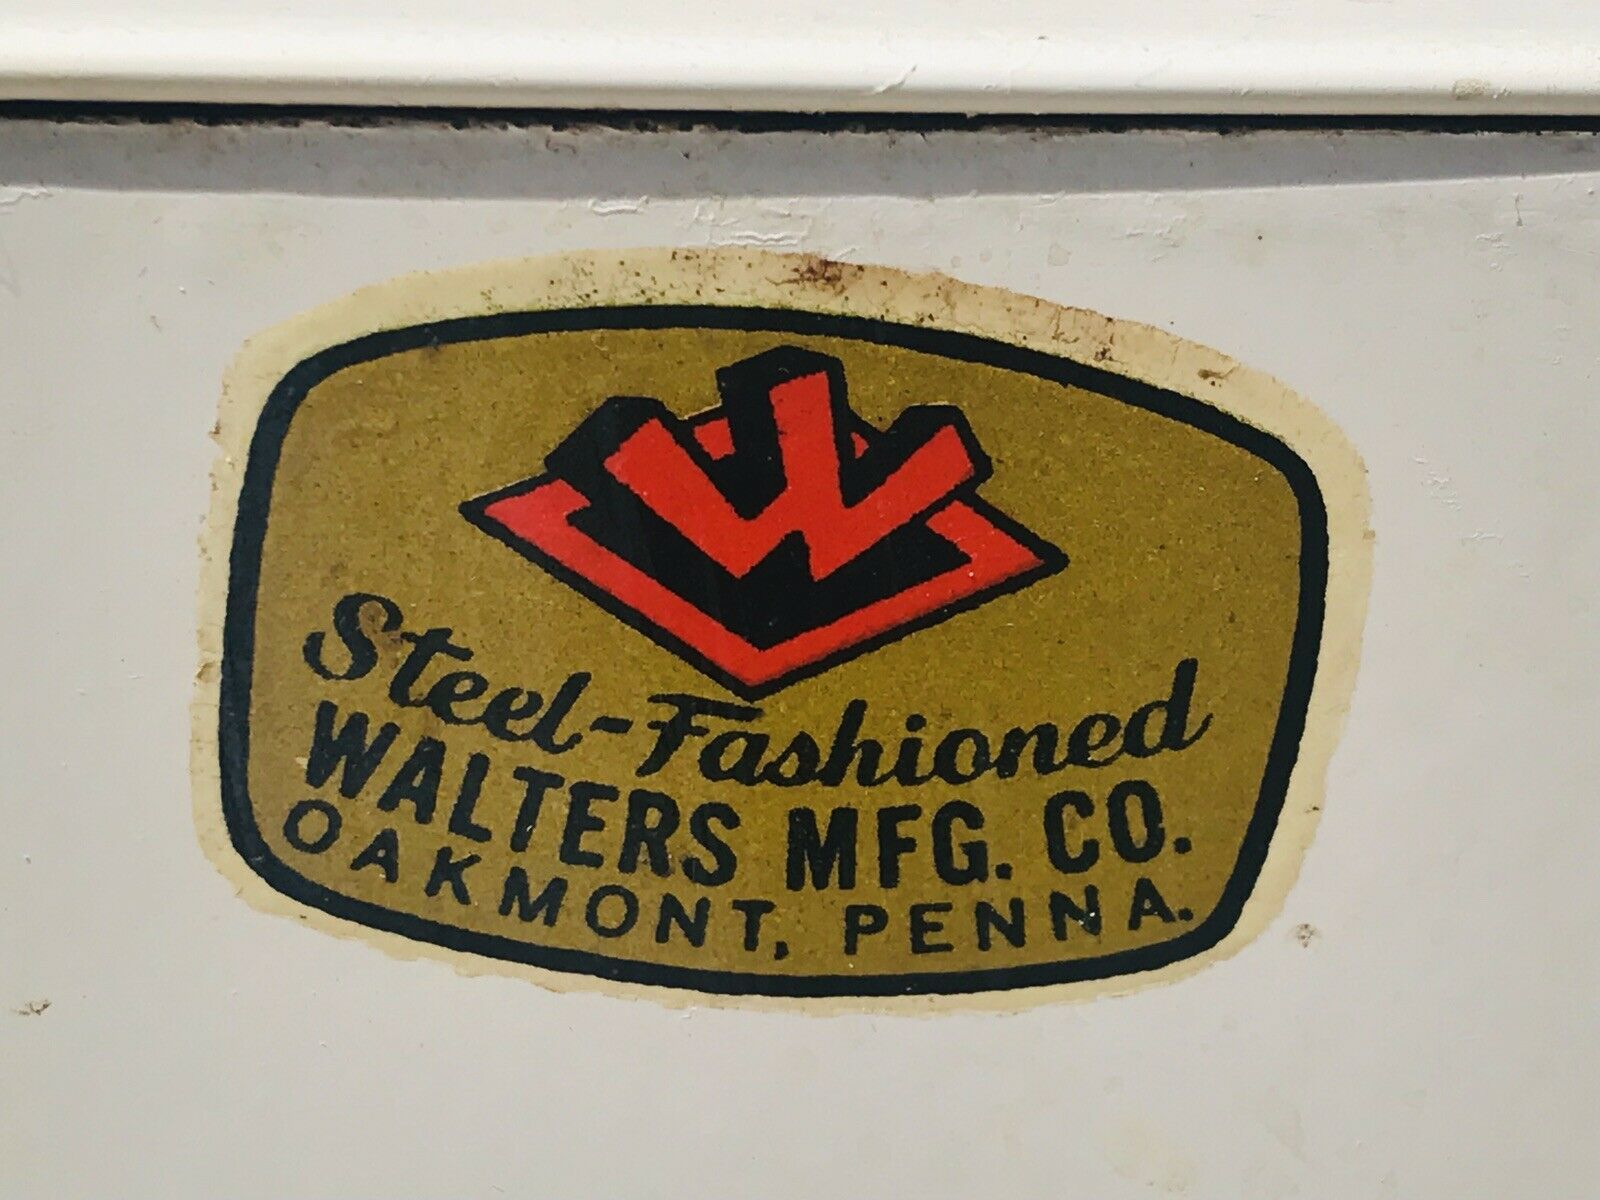 W
Steel-Fashioned
WALTERS MFG. CO.
OAKMONT, PENNA.